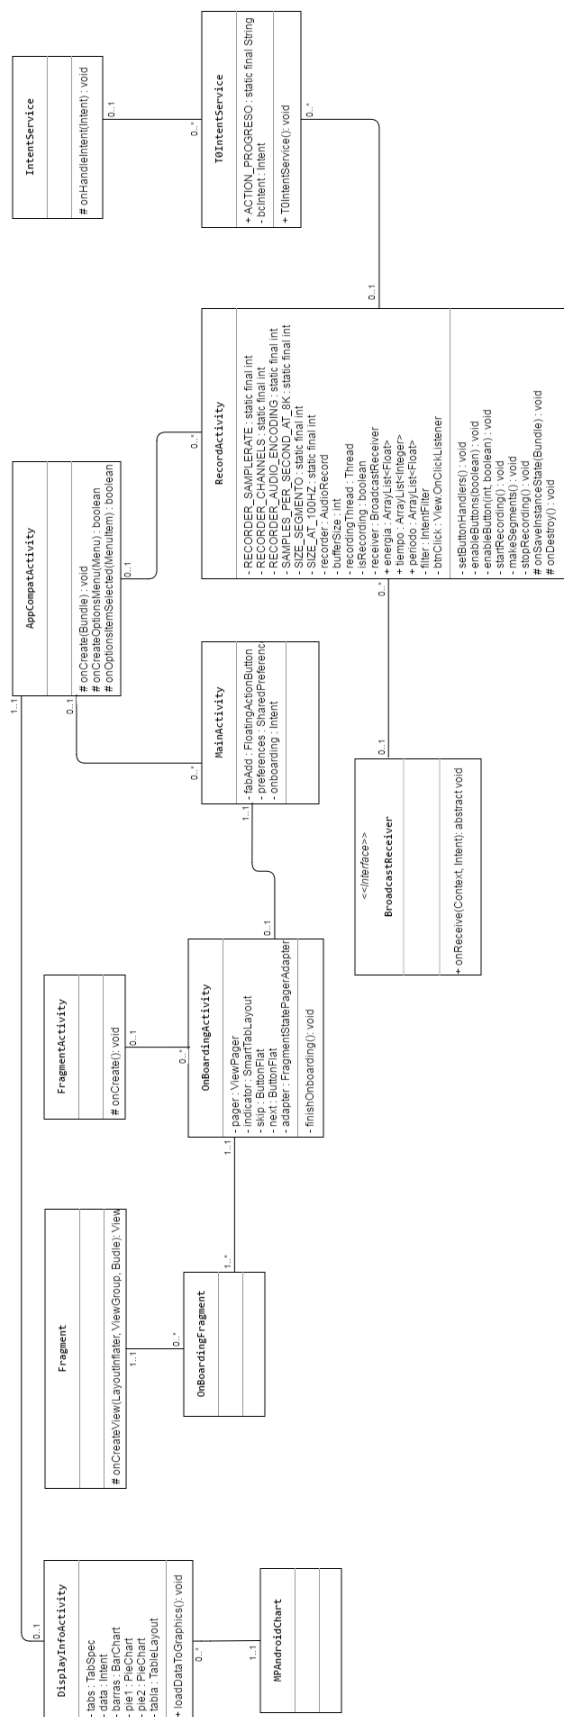 IntentService
# onHandleIntent(Intent) : void
0..1
0..*
T0IntentService
+ ACTION_PROGRESO : static final String
- bcIntent : Intent
+ T0IntentService(): void
0..*
0..1
AppCompatActivity
# onCreate(Bundle) : void
# onCreateOptionsMenu(Menu) : boolean
# onOptionsItemSelected(MenuItem) : boolean
1..1
0..1
0..1
0..*
0..*
RecordActivity
- RECORDER_SAMPLERATE : static final int
- RECORDER_CHANNELS : static final int
- RECORDER_AUDIO_ENCODING : static final int
- SAMPLES_PER_SECOND_AT_8K : static final int
- SIZE_SEGMENTO : static final int
- SIZE_AT_100HZ : static final int
- recorder : AudioRecord
- bufferSize : int
- recordingThread : Thread
- isRecording : boolean
- receiver : BroadcastReceiver
+ energia : ArrayList<Float>
+ tiempo : ArrayList<Integer>
+ periodo : ArrayList<Float>
- filter : IntentFilter
- btnClick : View.OnClickListener
- setButtonHandlers() : void
- enableButtons(boolean) : void
- enableButton(int, boolean) : void
- startRecording() : void
- makeSegments() : void
- stopRecording() : void
# onSaveInstanceState(Bundle) : void
# onDestroy() : void
0..*
0..1
MainActivity
- fabAdd : FloatingActionButton
- preferences : SharedPreferenc
- onboarding : Intent
1..1
0..1
<<Interface>>
BroadcastReceiver
+ onReceive(Context, Intent): abstract void
FragmentActivity
# onCreate(): void
0..1
0..*
OnBoardingActivity
- pager : ViewPager
- indicator : SmartTabLayout
- skip : ButtonFlat
- next : ButtonFlat
- adapter : FragmentStatePagerAdapter
- finishOnboarding(): void
1..1
1..*
Fragment
# onCreateView(LayoutInflater, ViewGroup, Budle): View
1..1
0..*
OnBoardingFragment
0..1
DisplayInfoActivity
- tabs : TabSpec
- data : Intent
- barras : BarChart
- pie1 : PieChart
- pie2 : PieChart
- tabla : TableLayout
+ loadDataToGraphics(): void
0..*
1..1
MPAndroidChart